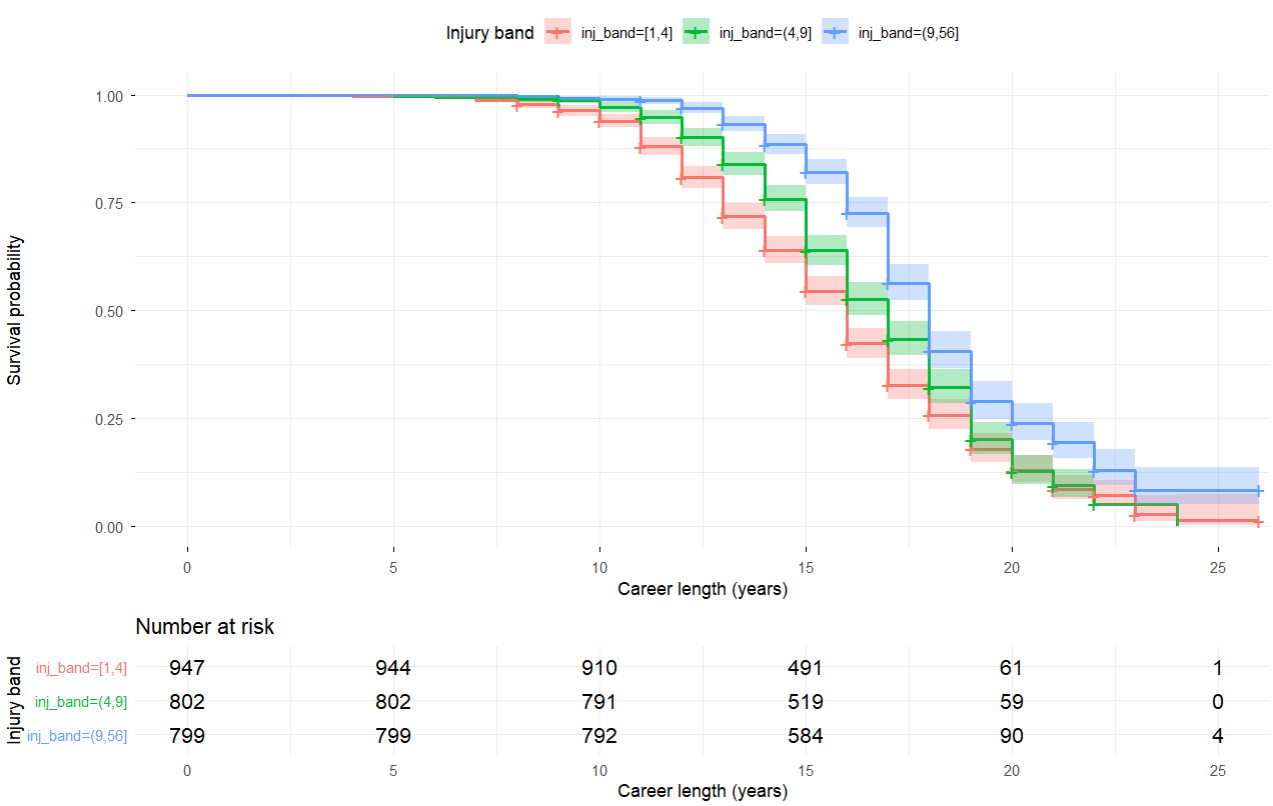 Injury band inj_band=[1,4] inj_band=(4,9] inj_band=(9,56]
1.00
0.75
0.50
0.25
0.00
Survival probability
0 5 10 15 20 25
Career length (years)
Number at risk
Injury band
inj_band=[1,4] 947 944 910 491 61 1
inj_band=(4,9] 802 802 791 519 59 0
inj_band=(9,56] 799 799 792 584 90 4
0 5 10 15 20 25
Career length (years)